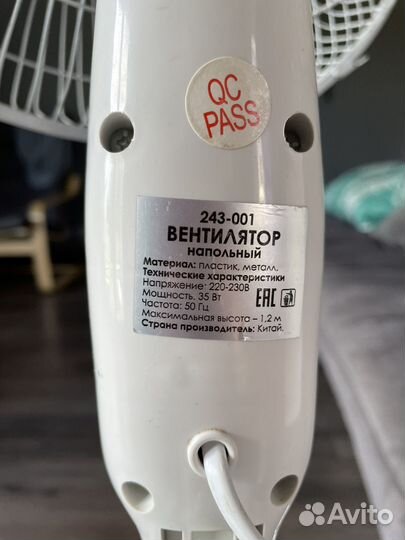 QC
PASS
243-001
ВЕНТИЛЯТОР
напольный
Материал: пластик, металл.
Технические характеристики
Напряжение: 220-230В
Мощность. 35 Вт
Частота: 50 Гц
Максимальная высота – 1,2 м
Страна производитель: Китай.
EAC
Avito